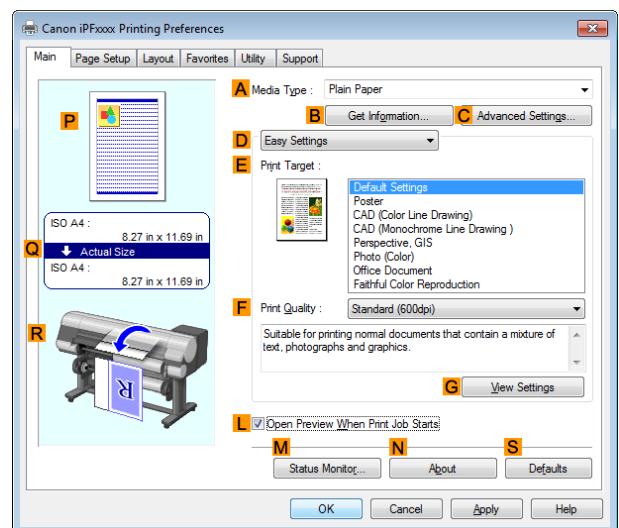 Canon iPFxxxx Printing Preferences
Main Page Setup Layout Favorites Utility Support
A Media Type : Plain Paper
B Get Information... C Advanced Settings...
P
D Easy Settings
E Print Target :
Default Settings
Poster
CAD (Color Line Drawing)
CAD (Monochrome Line Drawing )
Perspective, GIS
Photo (Color)
Office Document
Faithful Color Reproduction
ISO A4 :
8.27 in x 11.69 in
Q Actual Size
ISO A4 :
8.27 in x 11.69 in
F Print Quality : Standard (600dpi)
Suitable for printing normal documents that contain a mixture of
text, photographs and graphics.
R
R
G View Settings
L Open Preview When Print Job Starts
M N S
Status Monitor... About Defaults
OK Cancel Apply Help